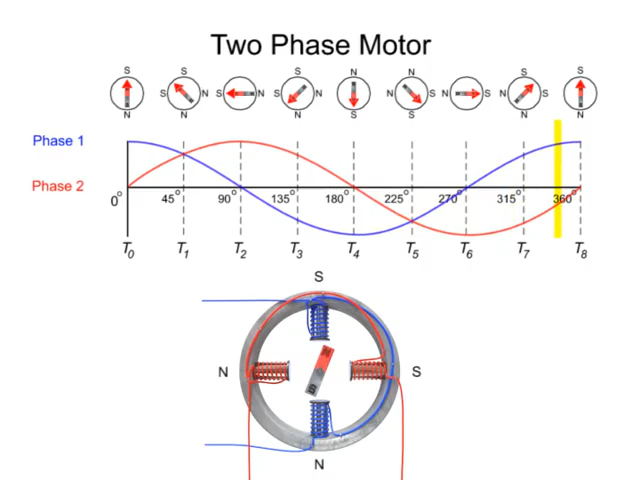 Two Phase Motor
S S N N N S
S N S N S N S N N S N S
N N S S S N N
Phase 1
Phase 2
0° 45° 90° 135° 180° 225° 270° 315° 360°
T0 T1 T2 T3 T4 T5 T6 T7 T8
S
N S
N
S
N